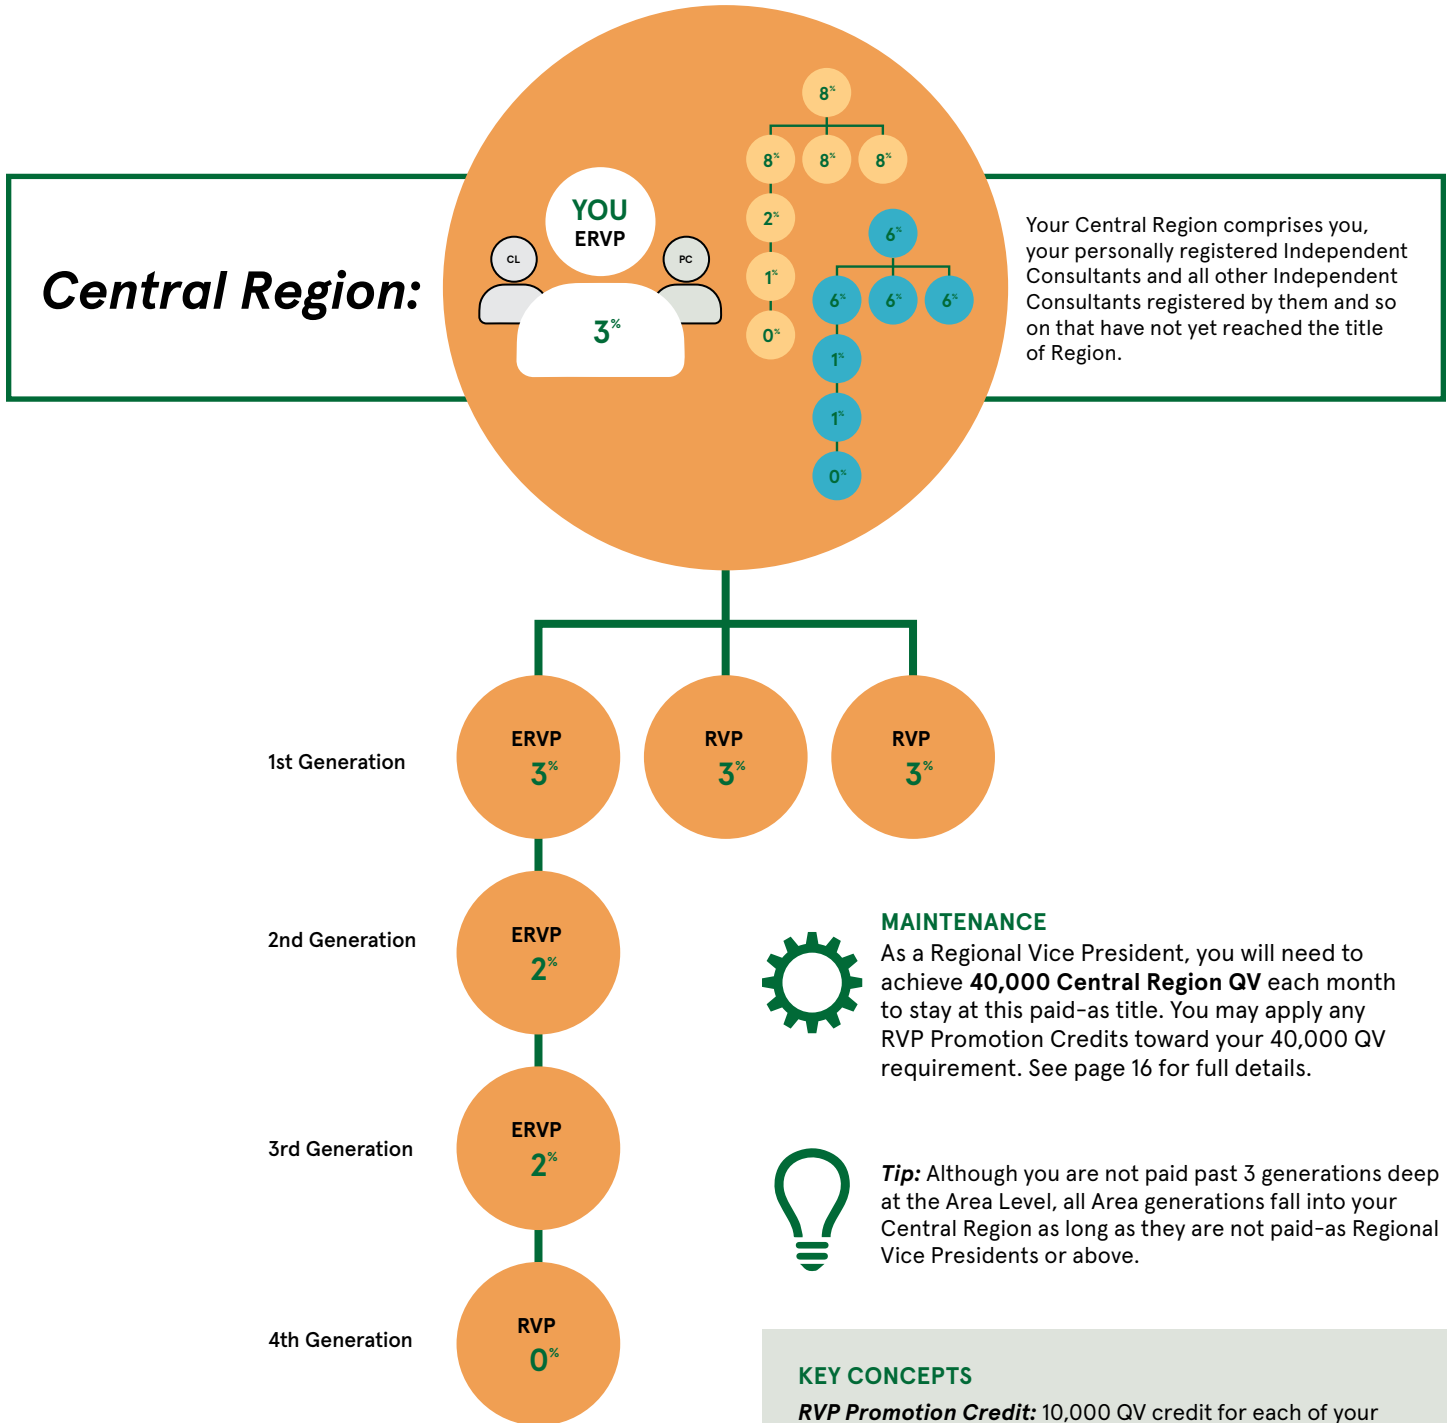 Central Region:
YOU
ERVP
CL
PC
3%
8%
8% 8% 8%
2%
1%
0%
6%
6% 6% 6%
1%
1%
0%
Your Central Region comprises you,
your personally registered Independent
Consultants and all other Independent
Consultants registered by them and so
on that have not yet reached the title
of Region.
1st Generation
ERVP
3%
RVP
3%
RVP
3%
2nd Generation
ERVP
2%
3rd Generation
ERVP
2%
4th Generation
RVP
0%
MAINTENANCE
As a Regional Vice President, you will need to
achieve 40,000 Central Region QV each month
to stay at this paid-as title. You may apply any
RVP Promotion Credits toward your 40,000 QV
requirement. See page 16 for full details.
Tip: Although you are not paid past 3 generations deep
at the Area Level, all Area generations fall into your
Central Region as long as they are not paid-as Regional
Vice Presidents or above.
KEY CONCEPTS
RVP Promotion Credit: 10,000 QV credit for each of your